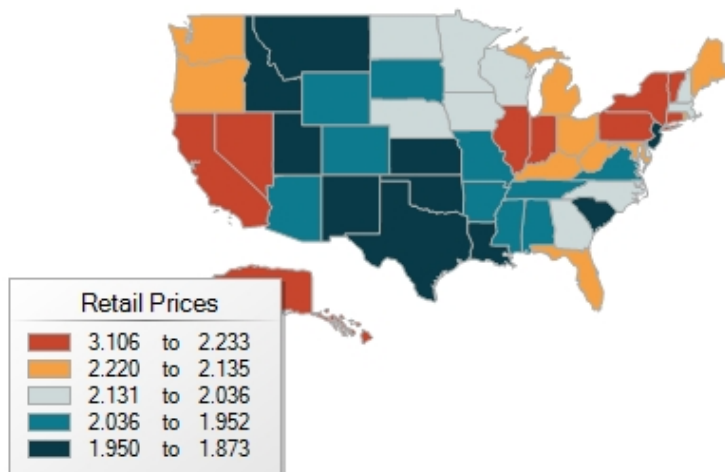 Retail Prices
3.106 to 2.233
2.220 to 2.135
2.131 to 2.036
2.036 to 1.952
1.950 to 1.873